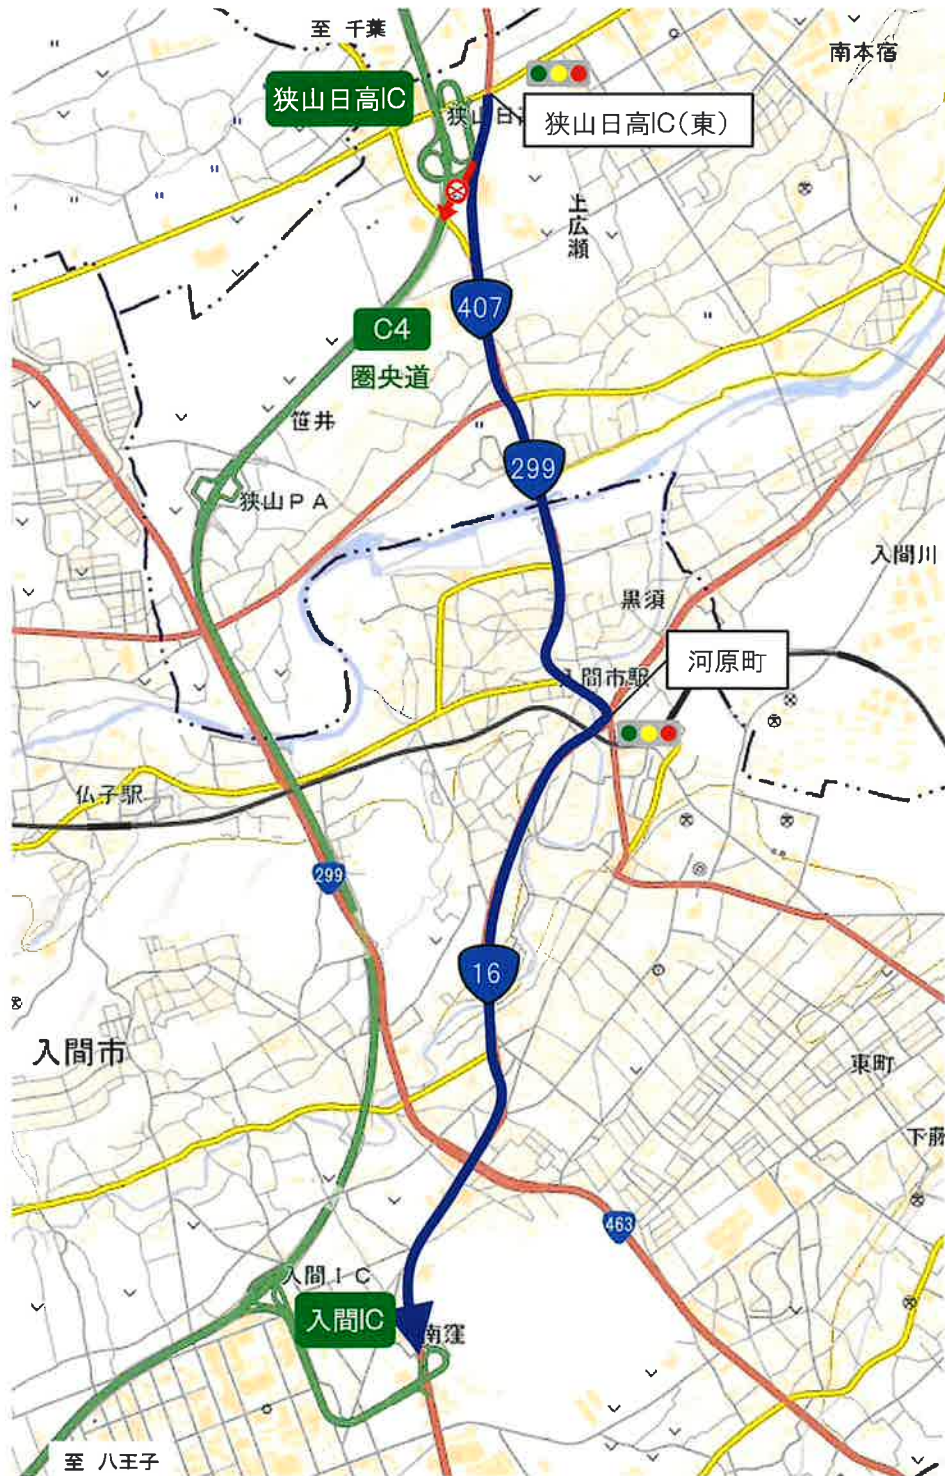 至 千葉
南本宿
狭山日高IC
狭山日高IC(東)
上広瀬
407
C4
圏央道
笹井
299
狭山PA
入間川
黒須
河原町
入間市駅
仏子駅
299
16
入間市
東町
463
入間IC
入間IC
南窪
至 八王子